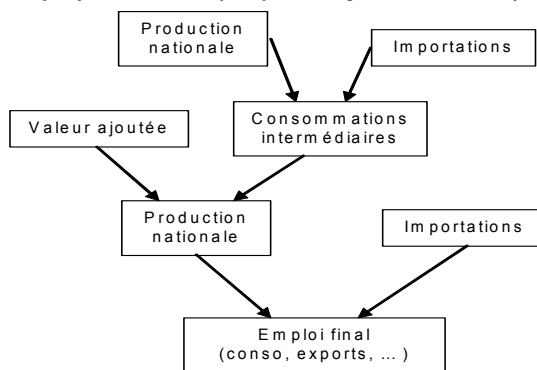 Production
nationale
Importations
Valeur ajoutée
Consommations
intermédiaires
Production
nationale
Importations
Emploi final
(conso, exports, ... )